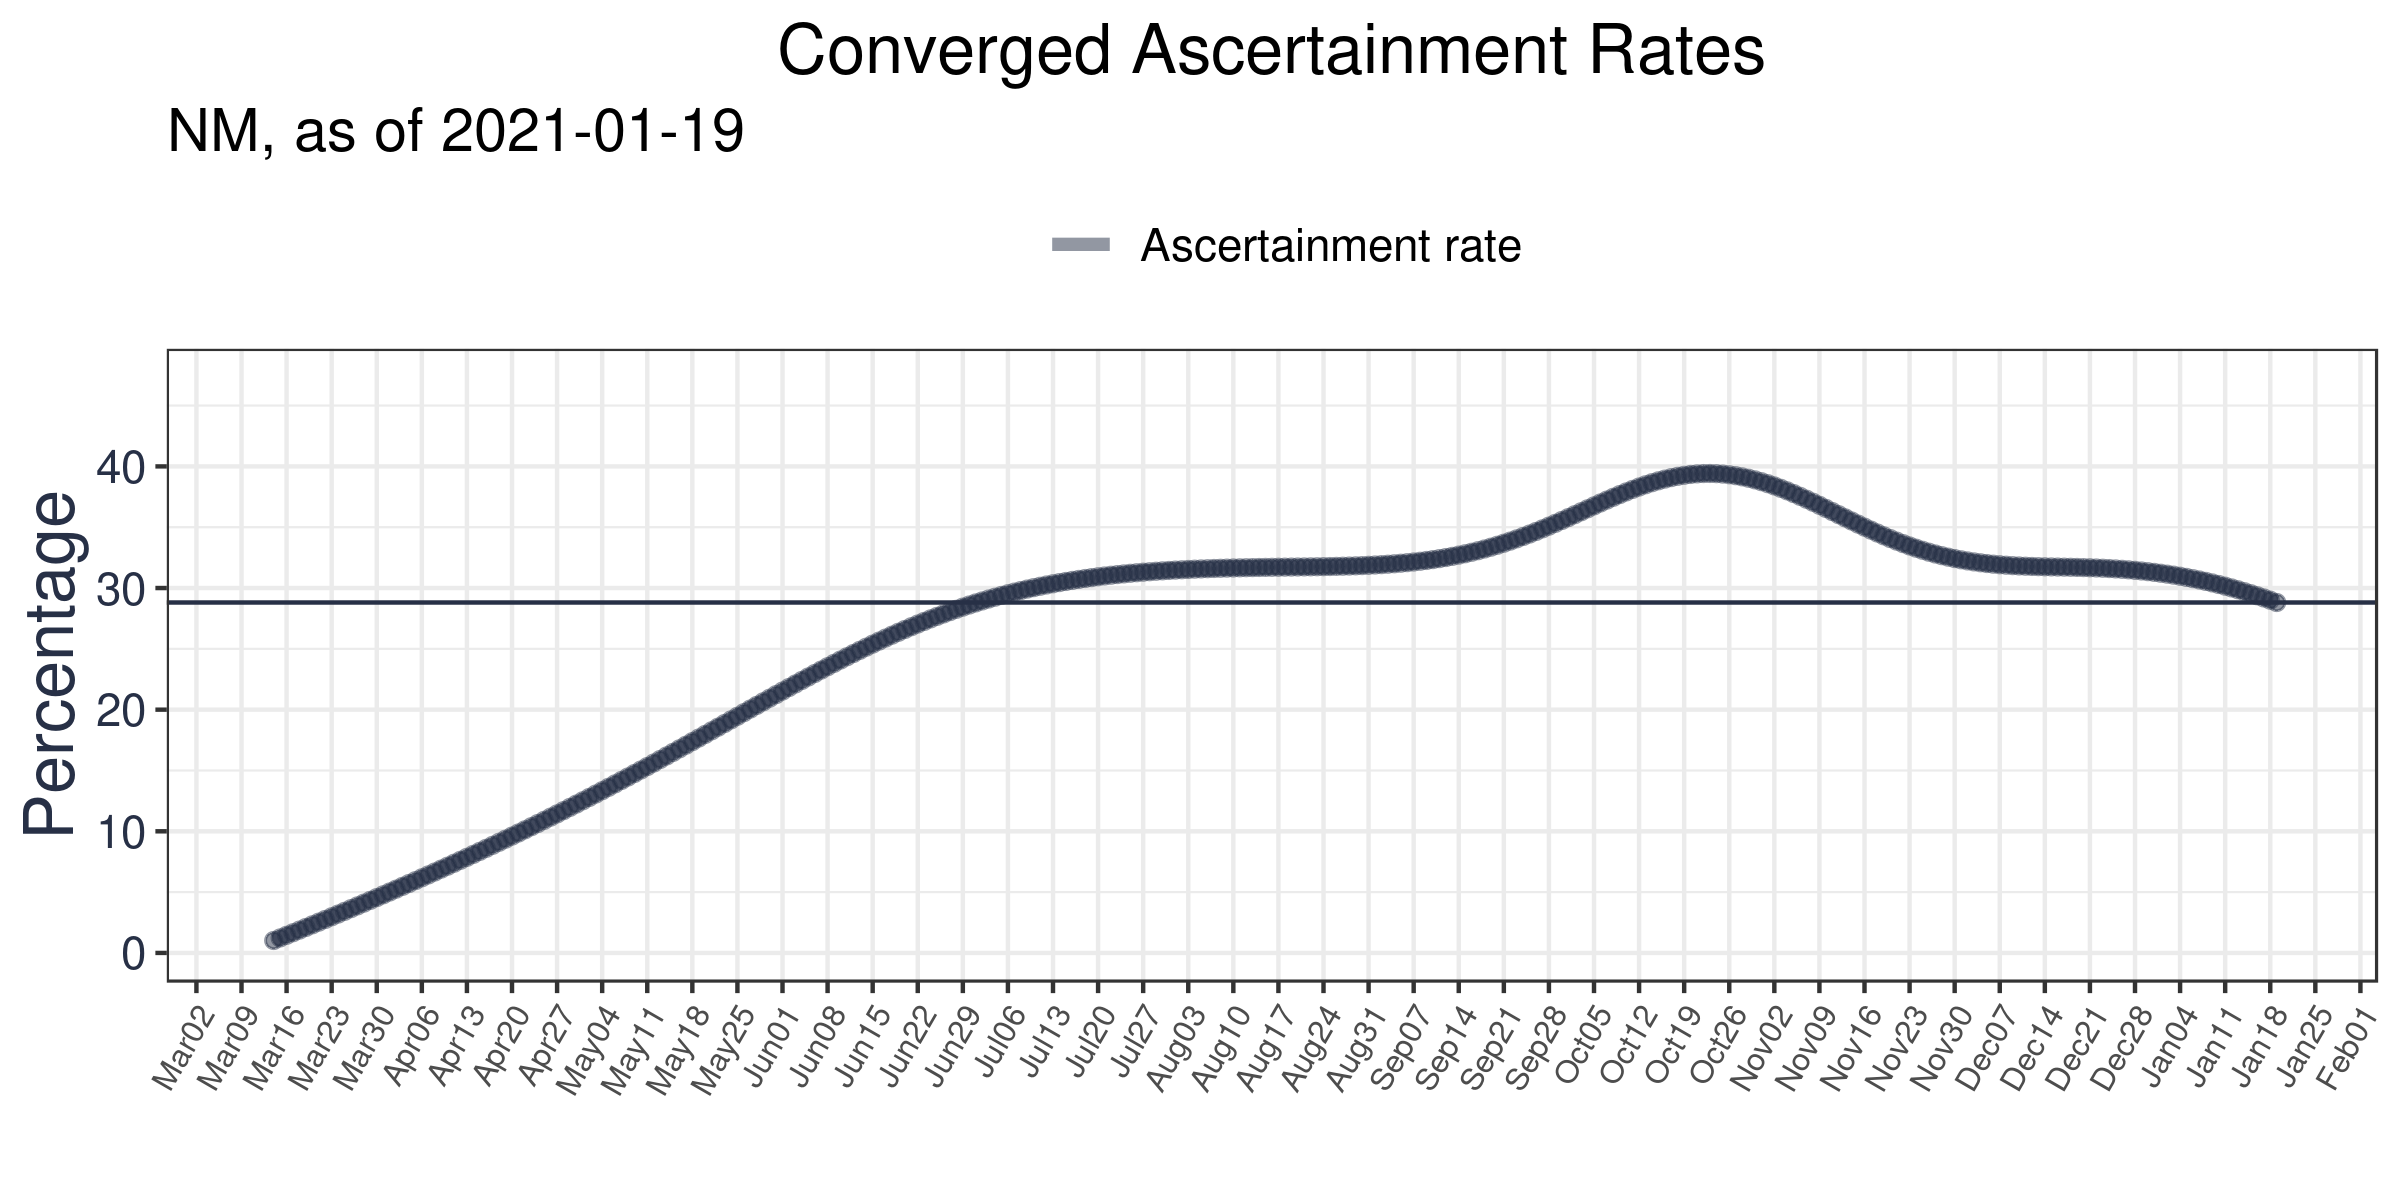 Converged Ascertainment Rates
NM, as of 2021-01-19
Ascertainment rate
Percentage
40
30
20
10
0
Mar02
Mar09
Mar16
Mar23
Mar30
Apr06
Apr13
Apr20
Apr27
May04
May11
May18
May25
Jun01
Jun08
Jun15
Jun22
Jun29
Jul06
Jul13
Jul20
Jul27
Aug03
Aug10
Aug17
Aug24
Aug31
Sep07
Sep14
Sep21
Sep28
Oct05
Oct12
Oct19
Oct26
Nov02
Nov09
Nov16
Nov23
Nov30
Dec07
Dec14
Dec21
Dec28
Jan04
Jan11
Jan18
Jan25
Feb01